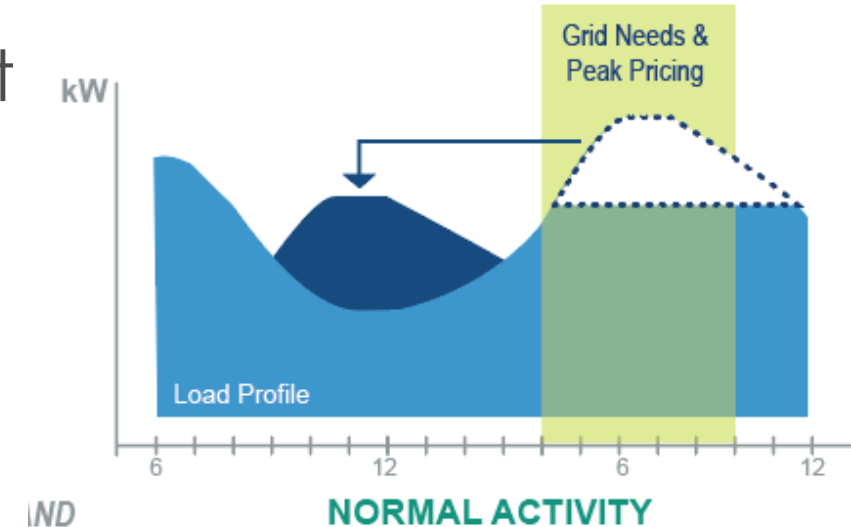 Grid Needs &
Peak Pricing
kW
Load Profile
6 12 6 12
NORMAL ACTIVITY